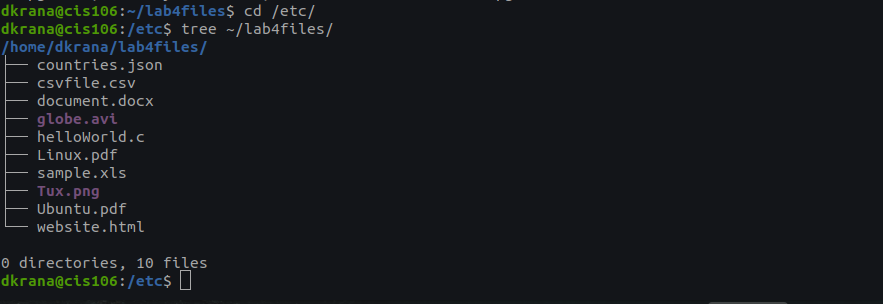 dkrana@cis106:~/lab4files$ cd /etc/
dkrana@cis106:/etc$ tree ~/lab4files/
/home/dkrana/lab4files/
├── countries.json
├── csvfile.csv
├── document.docx
├── globe.avi
├── helloWorld.c
├── Linux.pdf
├── sample.xls
├── Tux.png
├── Ubuntu.pdf
└── website.html
0 directories, 10 files
dkrana@cis106:/etc$